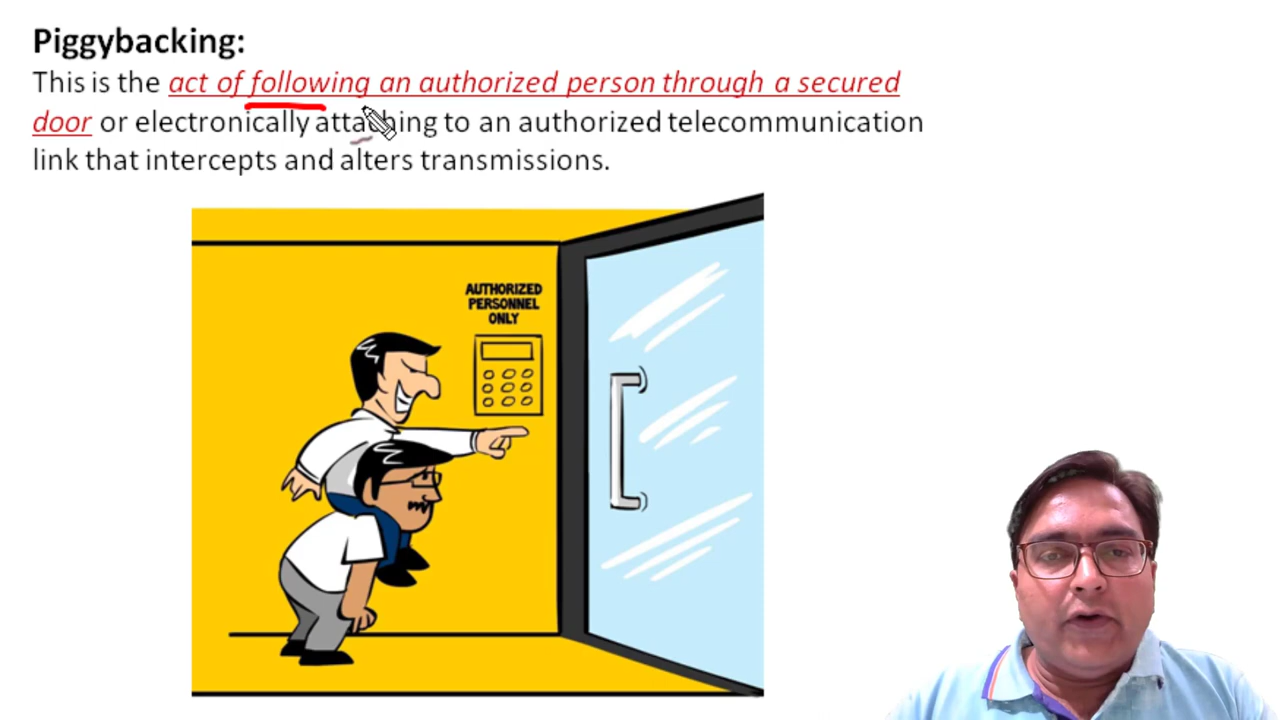 Piggybacking:
This is the act of following an authorized person through a secured
door or electronically attaching to an authorized telecommunication
link that intercepts and alters transmissions.
AUTHORIZED
PERSONNEL
ONLY